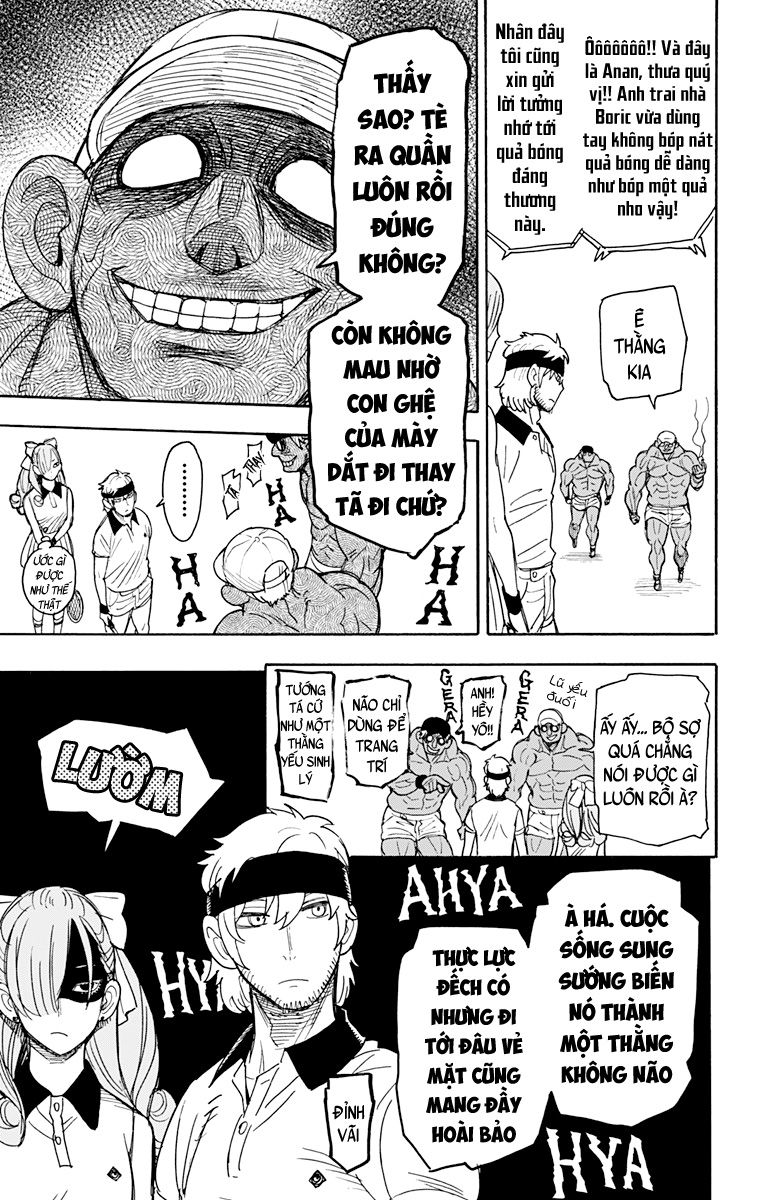 Ôôôôôôô!! Và đây
là Anan, thưa quý
vị!! Anh trai nhà
Boric vừa dùng
tay không bóp nát
quả bóng dễ dàng
như bóp một quả
nho vậy!
Nhân đây
tôi cũng
xin gửi
lời tưởng
nhớ tới
quả bóng
đáng
thương
này.
Ê
THẰNG
KIA
THẤY
SAO? TÈ
RA QUẦN
LUÔN RỒI
ĐÚNG
KHÔNG?
CÒN KHÔNG
MAU NHỜ
CON GHỆ
CỦA MÀY
DẮT ĐI THAY
TÃ ĐI CHỨ?
HA
THAY
TÃ
HA
HA
ƯỚC GÌ
ĐƯỢC
NHƯ THẾ
THẬT
ẤY ẤY... BỘ SỢ
QUÁ CHẲNG
NÓI ĐƯỢC GÌ
LUÔN RỒI À?
Lũ yếu
đuối
GERA
ANH!
HỀY
YÔ!!
GERA
NÃO CHỈ
DÙNG ĐỂ
TRANG
TRÍ
TƯỚNG
TÁ CỨ
NHƯ MỘT
THẰNG
YẾU SINH
LÝ
LƯỜM
À HÁ. CUỘC
SỐNG SUNG
SƯỚNG BIẾN
NÓ THÀNH
MỘT THẰNG
KHÔNG NÃO
AHYA
THỰC LỰC
ĐẾCH CÓ
NHƯNG ĐI
TỚI ĐÂU VẺ
MẶT CŨNG
MANG ĐẦY
HOÀI BẢO
HYA
ĐỈNH
VÃI
HYA